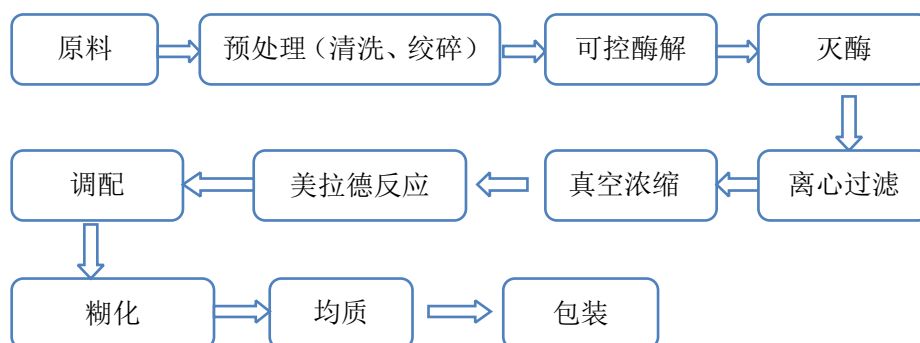 原料 预处理（清洗、绞碎） 可控酶解 灭酶
调配 美拉德反应 真空浓缩 离心过滤
糊化 均质 包装